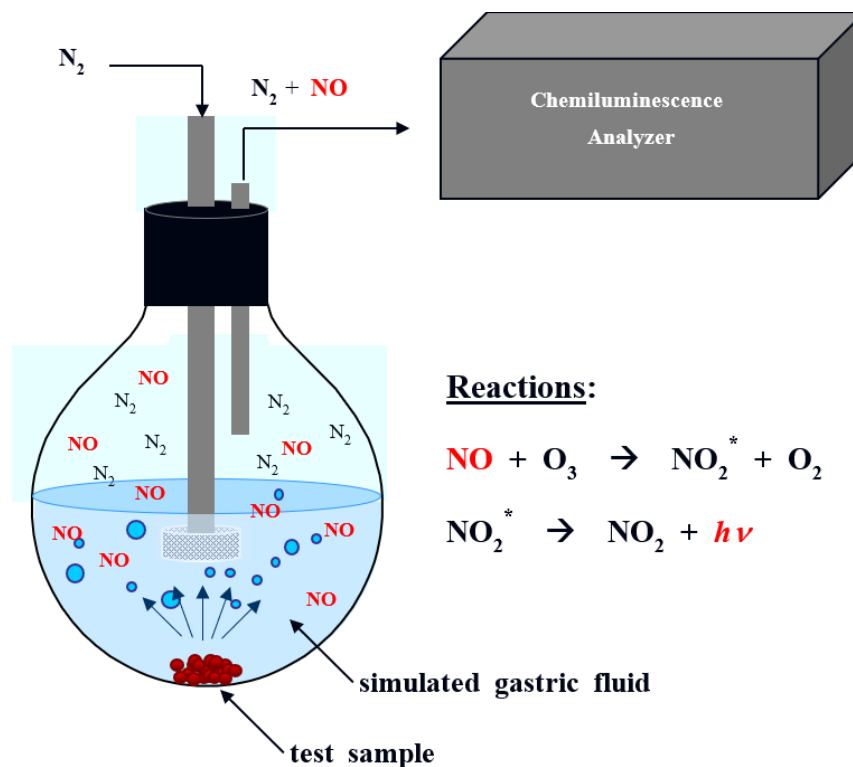 N₂
N₂ + NO
Chemiluminescence
Analyzer
NO
N₂
N₂
NO
N₂
N₂
NO
N₂
N₂
NO
NO
NO
NO
NO
NO
Reactions:
NO + O₃ → NO₂* + O₂
NO₂* → NO₂ + hν
simulated gastric fluid
test sample